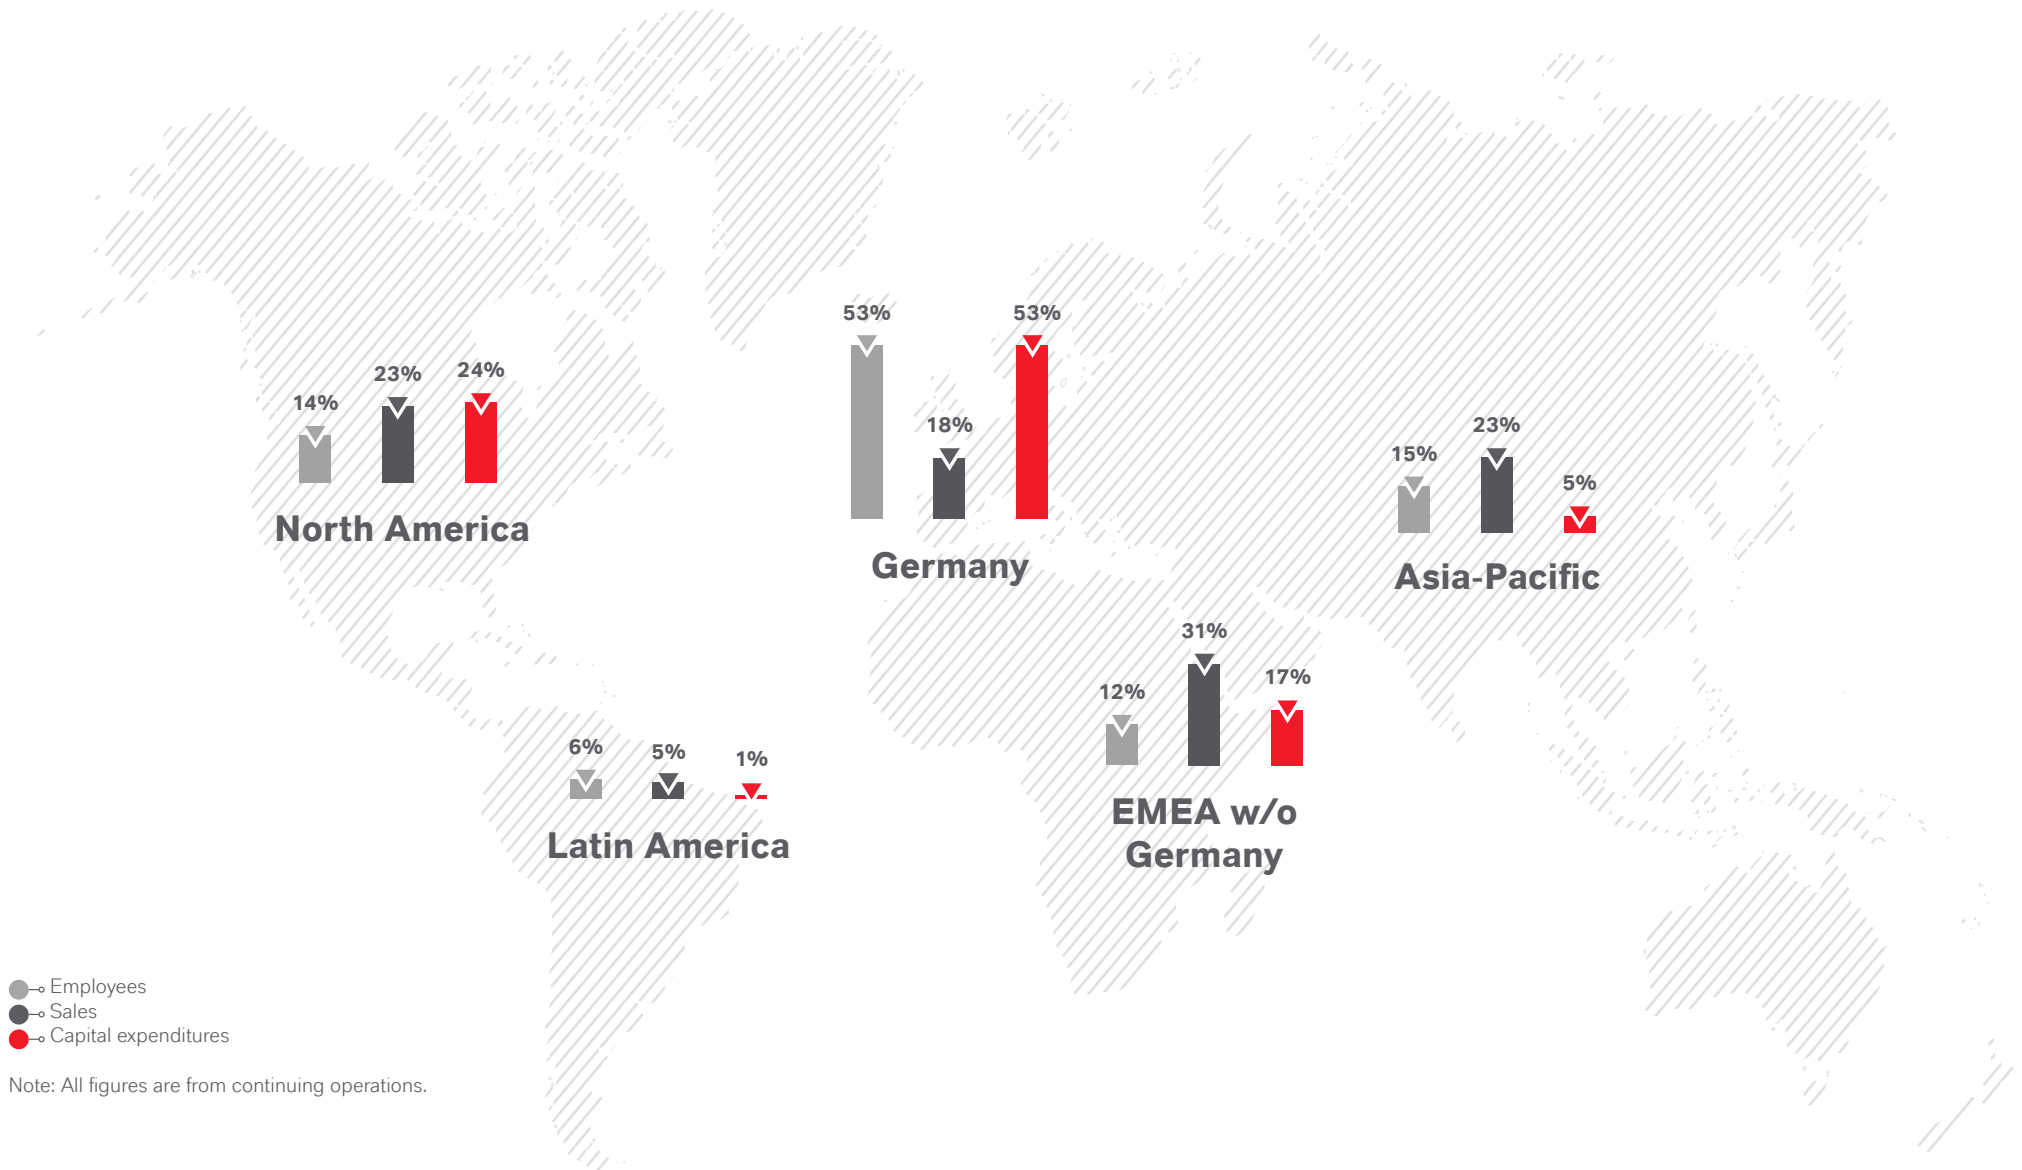 53%
53%
18%
Germany
14%
23%
24%
North America
15%
23%
5%
Asia-Pacific
12%
31%
17%
EMEA w/o
Germany
6%
5%
1%
Latin America
Employees
Sales
Capital expenditures
Note: All figures are from continuing operations.